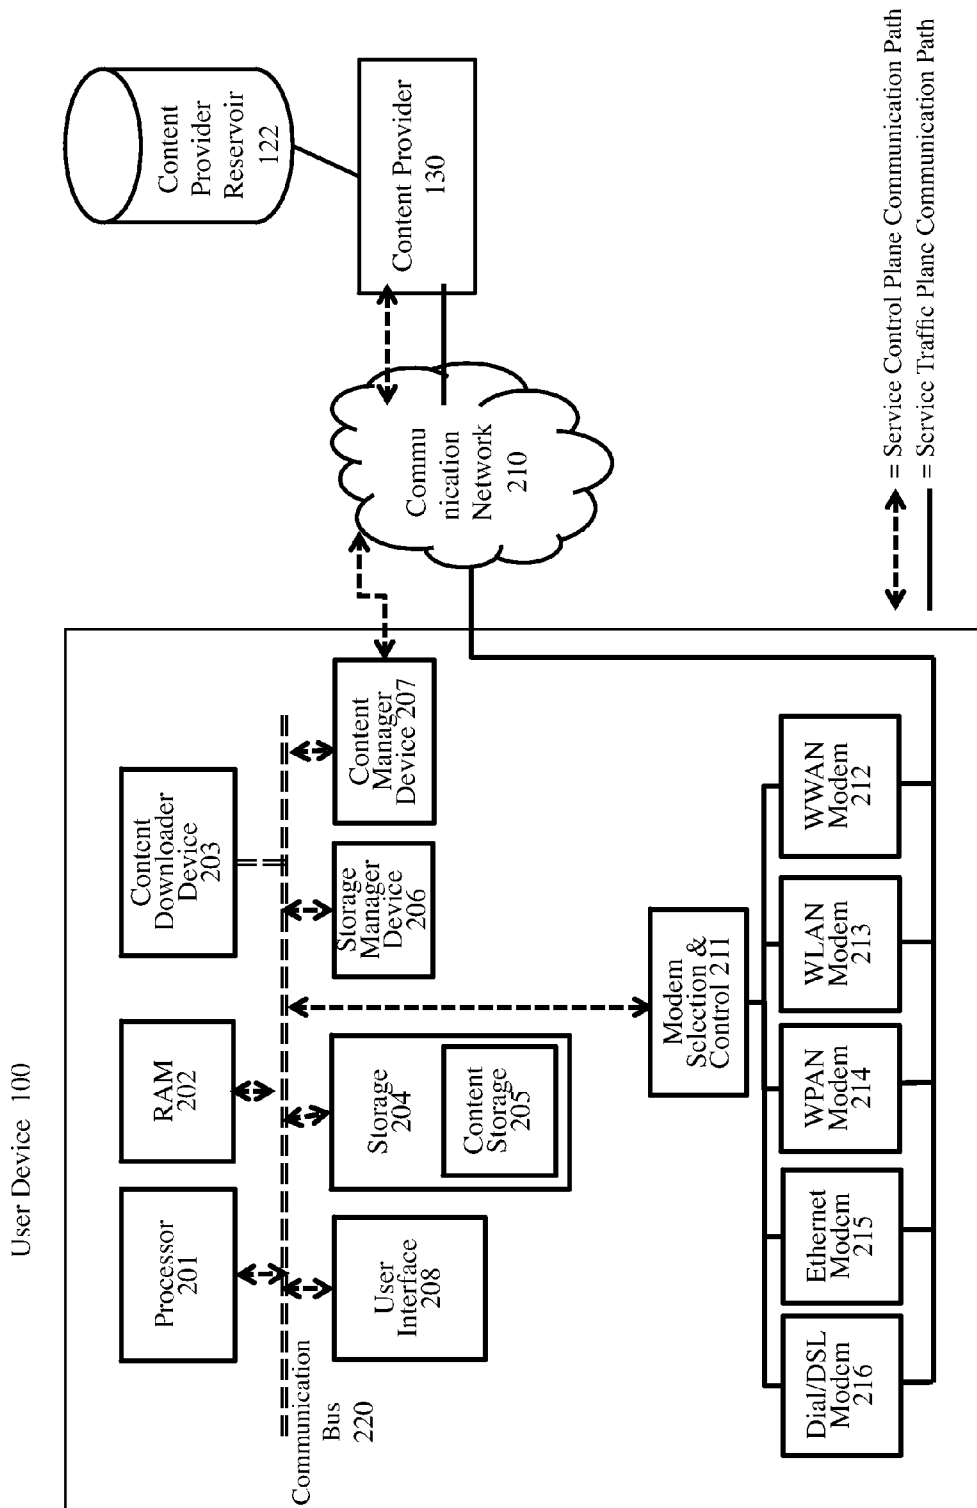 User Device 100
Processor
201
RAM
202
Content
Downloader
Device
203
Communication
Bus
220
User
Interface
208
Storage
204
Content
Storage
205
Storage
Manager
Device
206
Content
Manager
Device 207
Modem
Selection &
Control 211
Dial/DSL
Modem
216
Ethernet
Modem
215
WPAN
Modem
214
WLAN
Modem
213
WWAN
Modem
212
Commu
nication
Network
210
Content Provider
130
Content
Provider
Reservoir
122
= Service Control Plane Communication Path
= Service Traffic Plane Communication Path